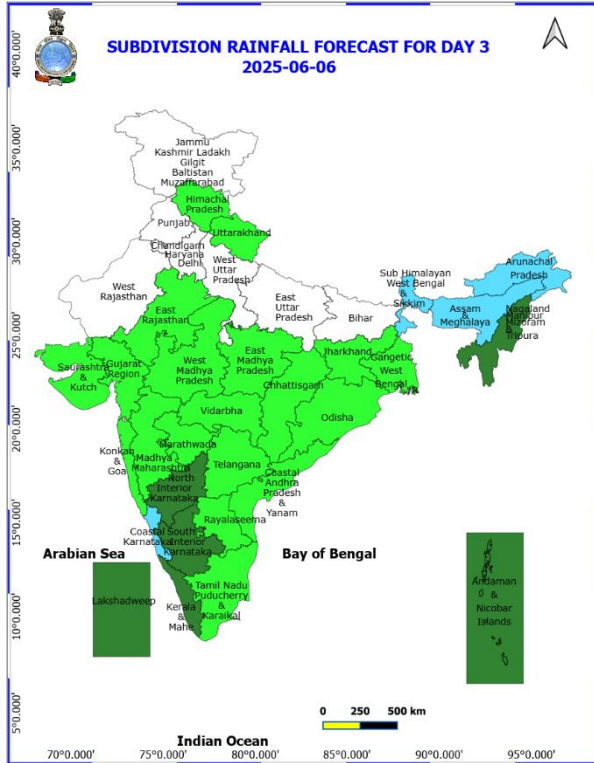 SUBDIVISION RAINFALL FORECAST FOR DAY 3
2025-06-06
40°0.000'
35°0.000'
30°0.000'
25°0.000'
20°0.000'
15°0.000'
10°0.000'
5°0.000'
Jammu
Kashmir Ladakh
Gilgit
Baltistan
Muzaffarabad
Himachal
Pradesh
Punjab
Uttarakhand
Chandigarh
Haryana
Delhi
West
Uttar
Pradesh
West
Rajasthan
East
Uttar
Pradesh
Bihar
Sub Himalayan
West Bengal
&
Sikkim
Arunachal
Pradesh
Assam
&
Meghalaya
Nagaland
Manipur
Mizoram
&
Tripura
East
Rajasthan
Saurashtra
&
Kutch
Gujarat
Region
West
Madhya
Pradesh
East
Madhya
Pradesh
Jharkhand
Gangetic
West
Bengal
Chhattisgarh
Odisha
Vidarbha
Konkan
&
Goa
Madhya
Maharashtra
Marathwada
Telangana
North
Interior
Karnataka
Coastal
Andhra
Pradesh
&
Yanam
Rayalaseema
Coastal
Karnataka
South
Interior
Karnataka
Arabian Sea
Bay of Bengal
Lakshadweep
Kerala
&
Mahe
Tamil Nadu
Puducherry
&
Karaikal
Andaman
&
Nicobar
Islands
0 250 500 km
Indian Ocean
70°0.000' 75°0.000' 80°0.000' 85°0.000' 90°0.000' 95°0.000'